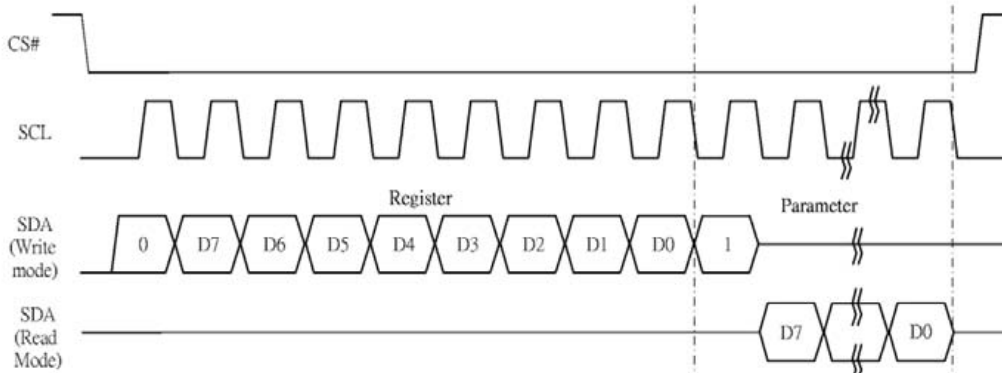 CS#
SCL
Register
Parameter
SDA
(Write
mode)
0 D7 D6 D5 D4 D3 D2 D1 D0 1
SDA
(Read
Mode)
D7 D0